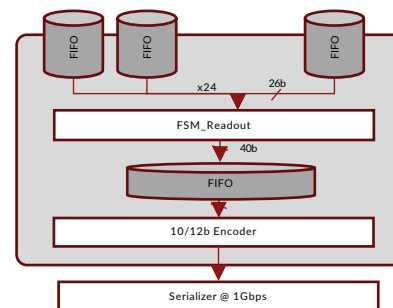 FIFO
FIFO
FIFO
x24
26b
FSM_Readout
40b
FIFO
10/12b Encoder
Serializer @ 1Gbps